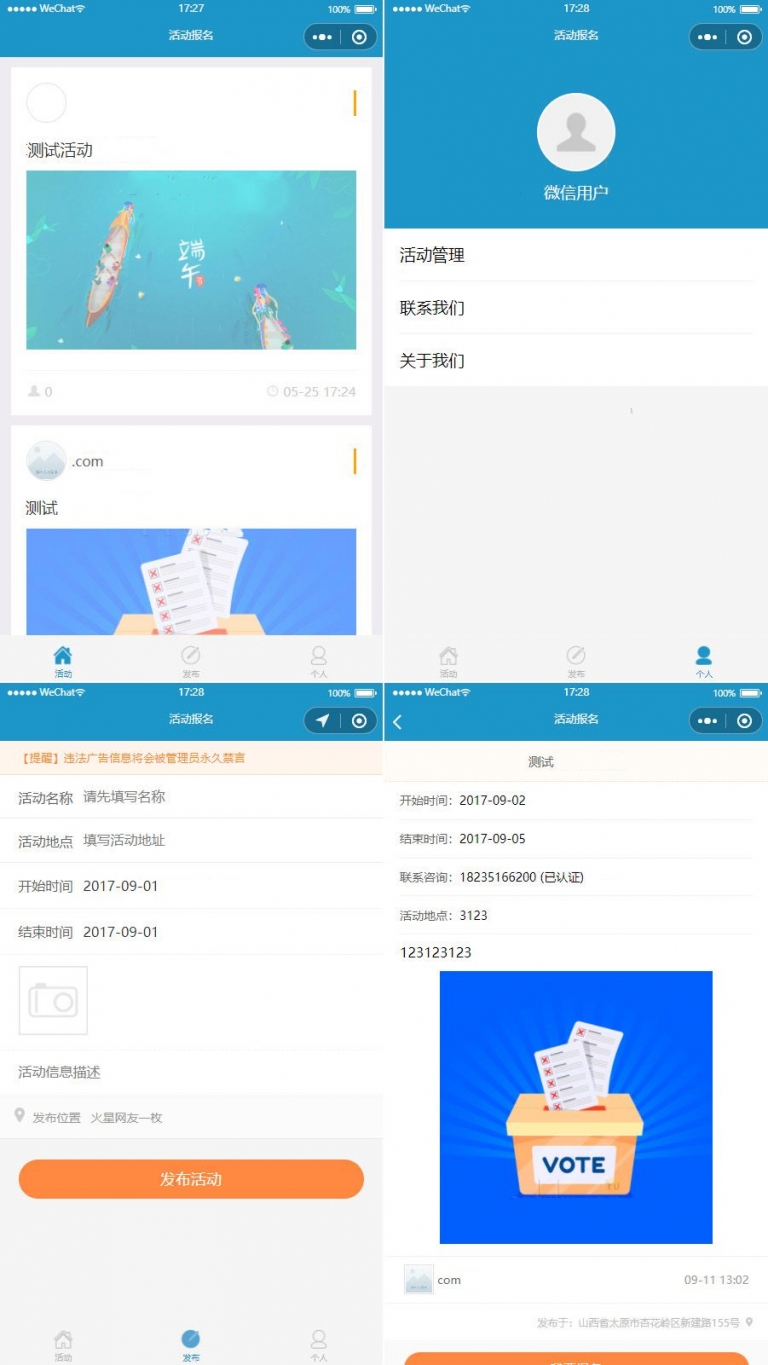 WeChat 17:27 100%
活动报名
测试活动
端午
0 05-25 17:24
.com
测试
活动 发布 个人
WeChat 17:28 100%
活动报名
微信用户
活动管理
联系我们
关于我们
活动 发布 个人
WeChat 17:28 100%
活动报名
【提醒】违法广告信息将会被管理员永久禁言
活动名称 请先填写名称
活动地点 填写活动地址
开始时间 2017-09-01
结束时间 2017-09-01
活动信息描述
发布位置 火星网友一枚
发布活动
活动 发布 个人
WeChat 17:28 100%
活动报名
测试
开始时间：2017-09-02
结束时间：2017-09-05
联系咨询：18235166200 (已认证)
活动地点：3123
123123123
VOTE
com 09-11 13:02
发布于：山西省太原市杏花岭区新建路155号